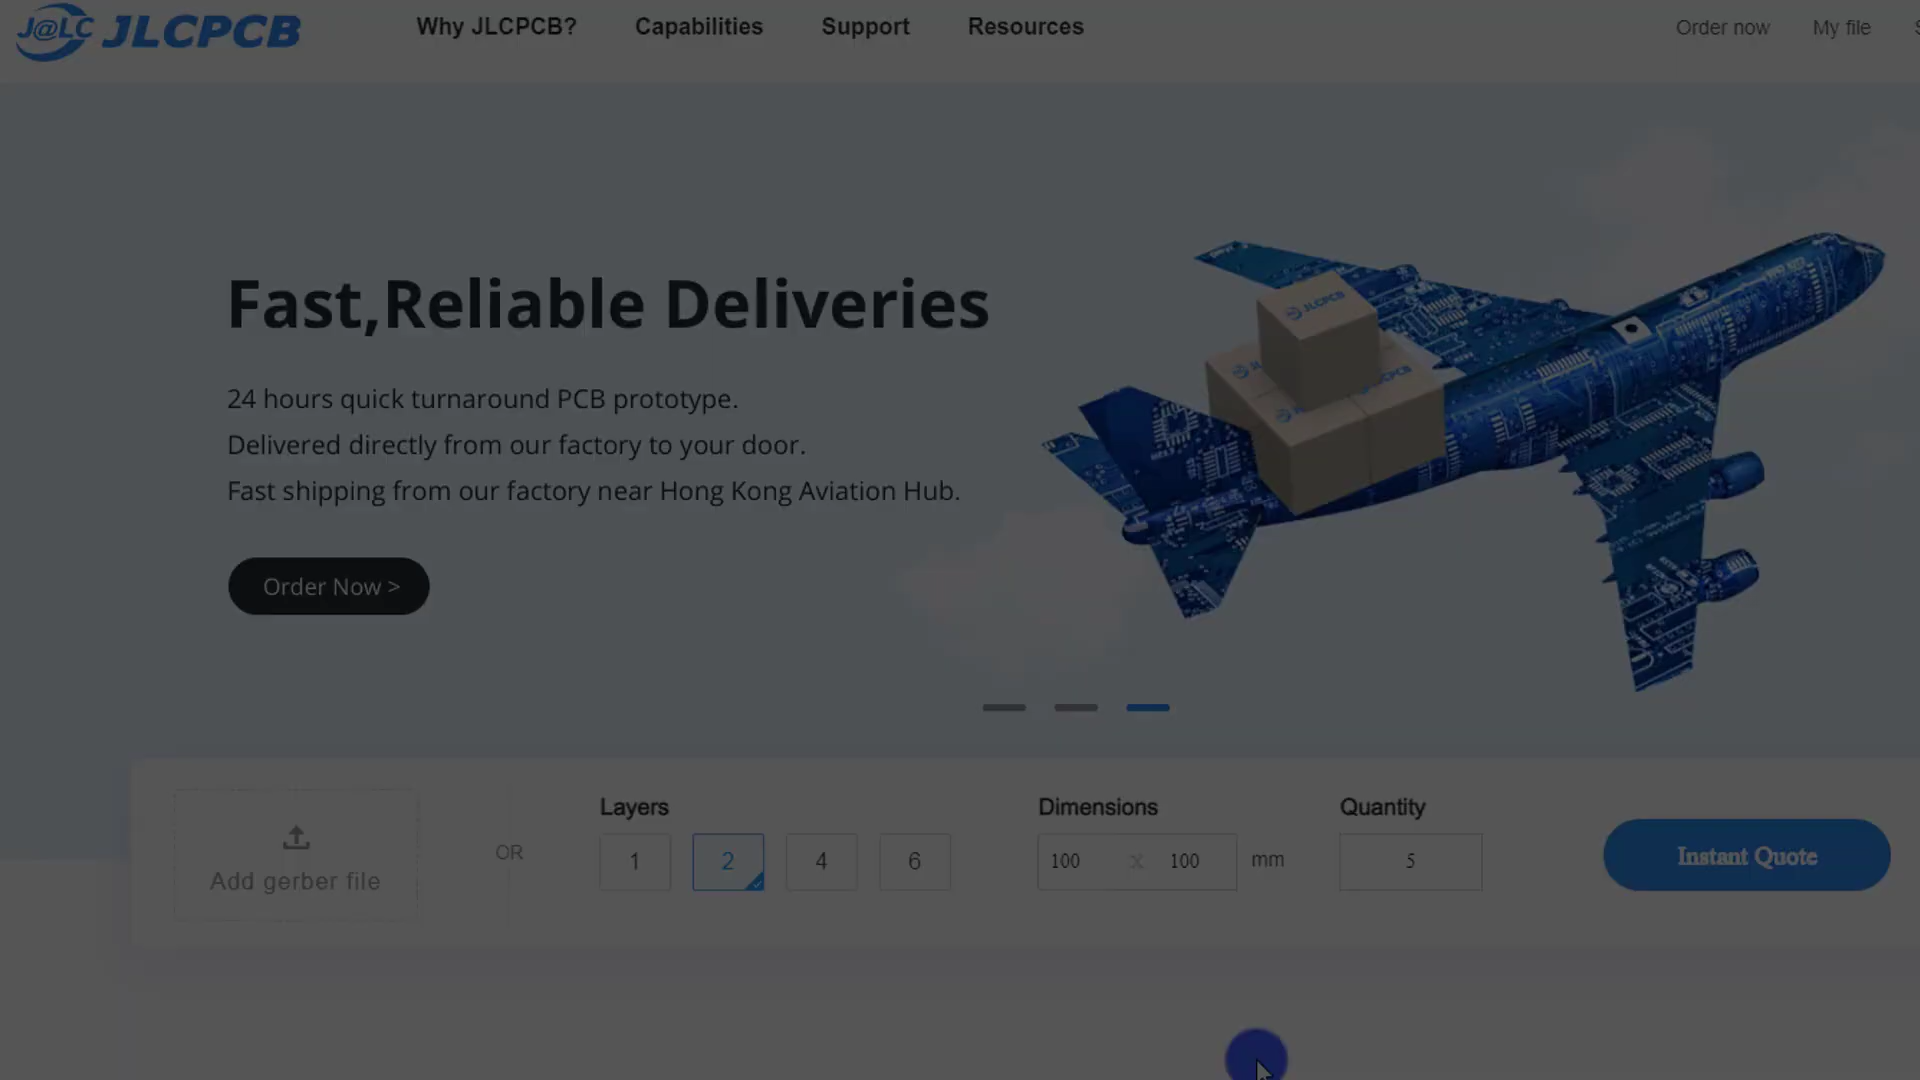 J@LC JLCPCB
Why JLCPCB? Capabilities Support Resources Order now My file
Fast,Reliable Deliveries
24 hours quick turnaround PCB prototype.
Delivered directly from our factory to your door.
Fast shipping from our factory near Hong Kong Aviation Hub.
Order Now >
JLCPCB
Add gerber file
OR
Layers
1 2 4 6
Dimensions
100 x 100 mm
Quantity
5
Instant Quote